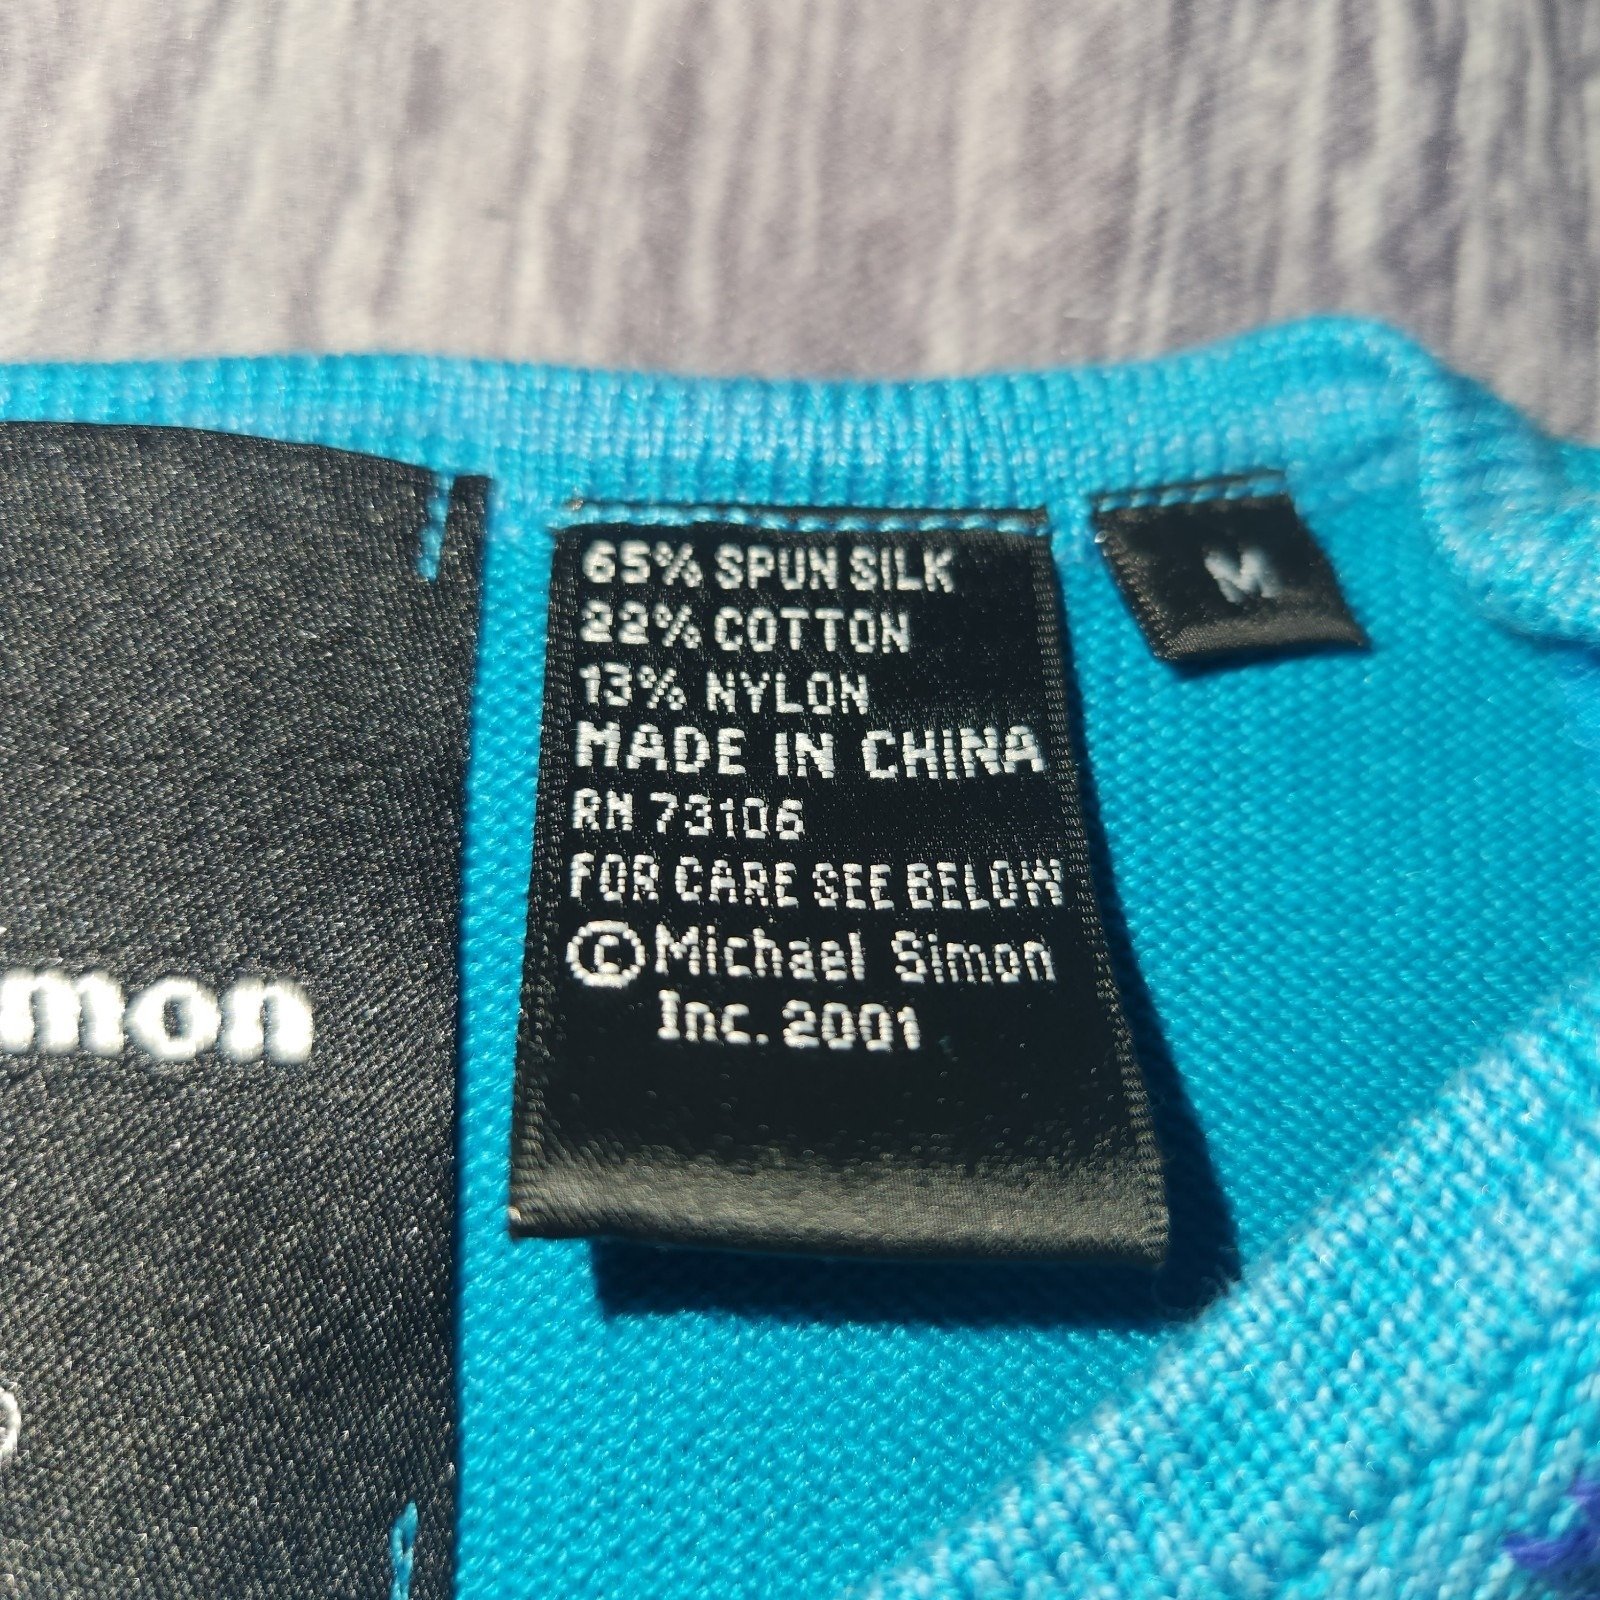 65% SPUN SILK
22% COTTON
13% NYLON
MADE IN CHINA
RN 73106
FOR CARE SEE BELOW
©Michael Simon
Inc. 2001
M
mon